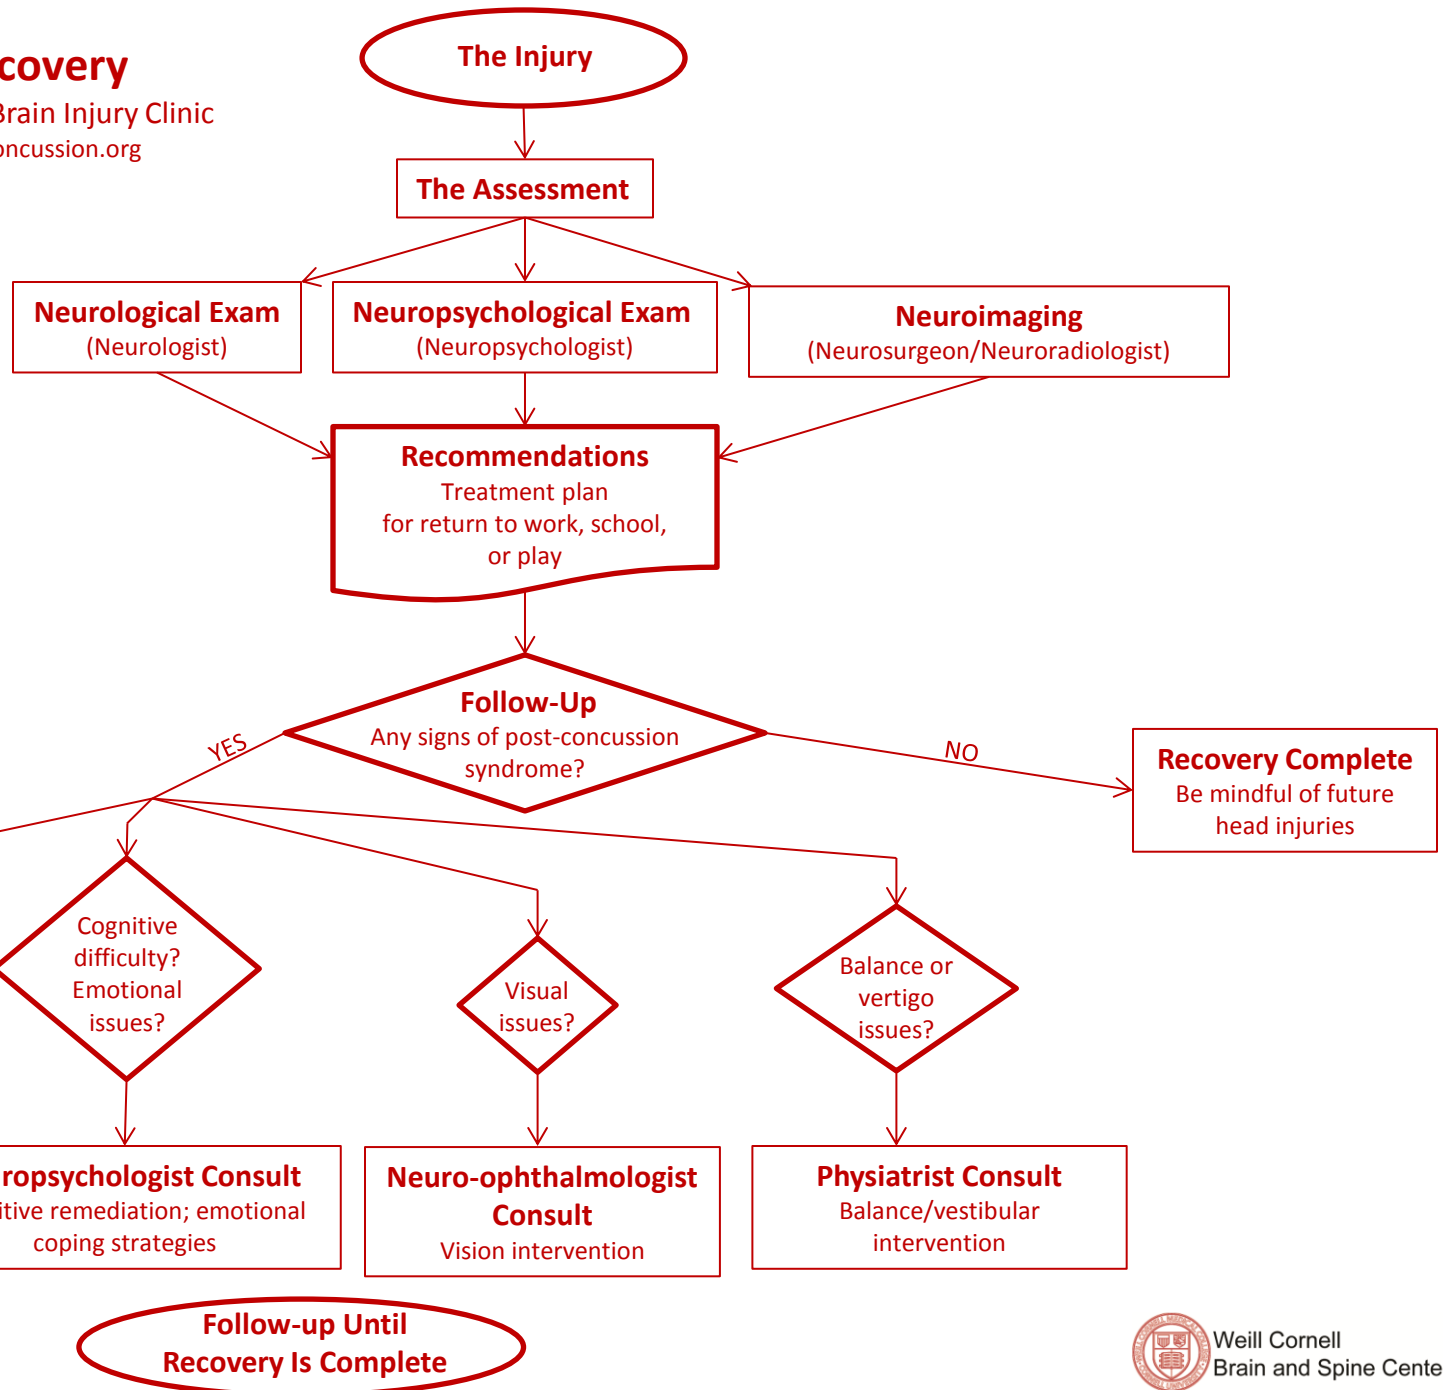 covery
Brain Injury Clinic
oncussion.org
The Injury
The Assessment
Neurological Exam
(Neurologist)
Neuropsychological Exam
(Neuropsychologist)
Neuroimaging
(Neurosurgeon/Neuroradiologist)
Recommendations
Treatment plan
for return to work, school,
or play
Follow-Up
Any signs of post-concussion
syndrome?
YES
NO
Recovery Complete
Be mindful of future
head injuries
Cognitive
difficulty?
Emotional
issues?
Visual
issues?
Balance or
vertigo
issues?
ropsychologist Consult
itive remediation; emotional
coping strategies
Neuro-ophthalmologist
Consult
Vision intervention
Physiatrist Consult
Balance/vestibular
intervention
Follow-up Until
Recovery Is Complete
Weill Cornell
Brain and Spine Cente